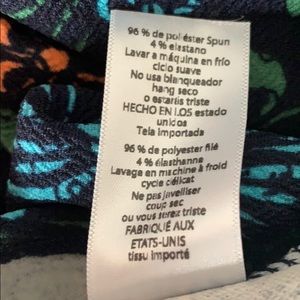 96 % de poliéster Spun
4 % elastano
Lavar a máquina en frío
ciclo suave
No usa blanqueador
hang seco
o estarás triste
HECHO EN LOS estado
unidos
Tela importada
96 % de polyester filé
4 % élasthanne
Lavage en machine à froid
cycle délicat
Ne pas javelliser
coup sec
ou vous serez triste
FABRIQUÉ AUX
ETATS-UNIS
tissu importé